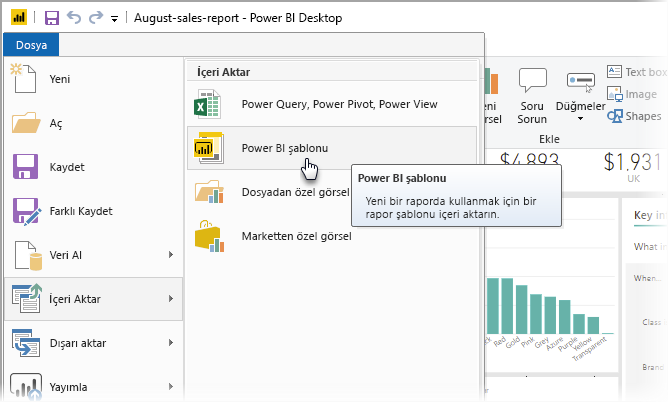 August-sales-report - Power BI Desktop
Dosya
Yeni
Aç
Kaydet
Farklı Kaydet
Veri Al
İçeri Aktar
Dışarı aktar
Yayımla
İçeri Aktar
Power Query, Power Pivot, Power View
Power BI şablonu
Dosyadan özel görsel
Marketten özel görsel
Power BI şablonu
Yeni bir raporda kullanmak için bir
rapor şablonu içeri aktarın.
Soru
Sorun
Düğmeler
Text box
Image
Shapes
Ekle
$4,893
$1,931
UK
Key in
What in
When...
Class
Brand
Red
Gold
Pink
Grey
Azure
Purple
Yellow
Transparent